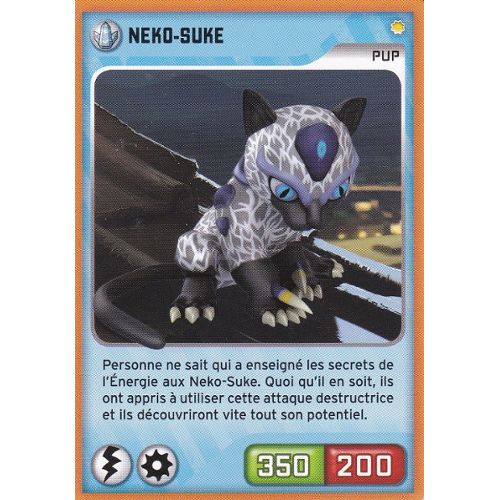 NEKO-SUKE
PUP
Personne ne sait qui a enseigné les secrets de
l'Énergie aux Neko-Suke. Quoi qu'il en soit, ils
ont appris à utiliser cette attaque destructrice
et ils découvriront vite tout son potentiel.
350 200